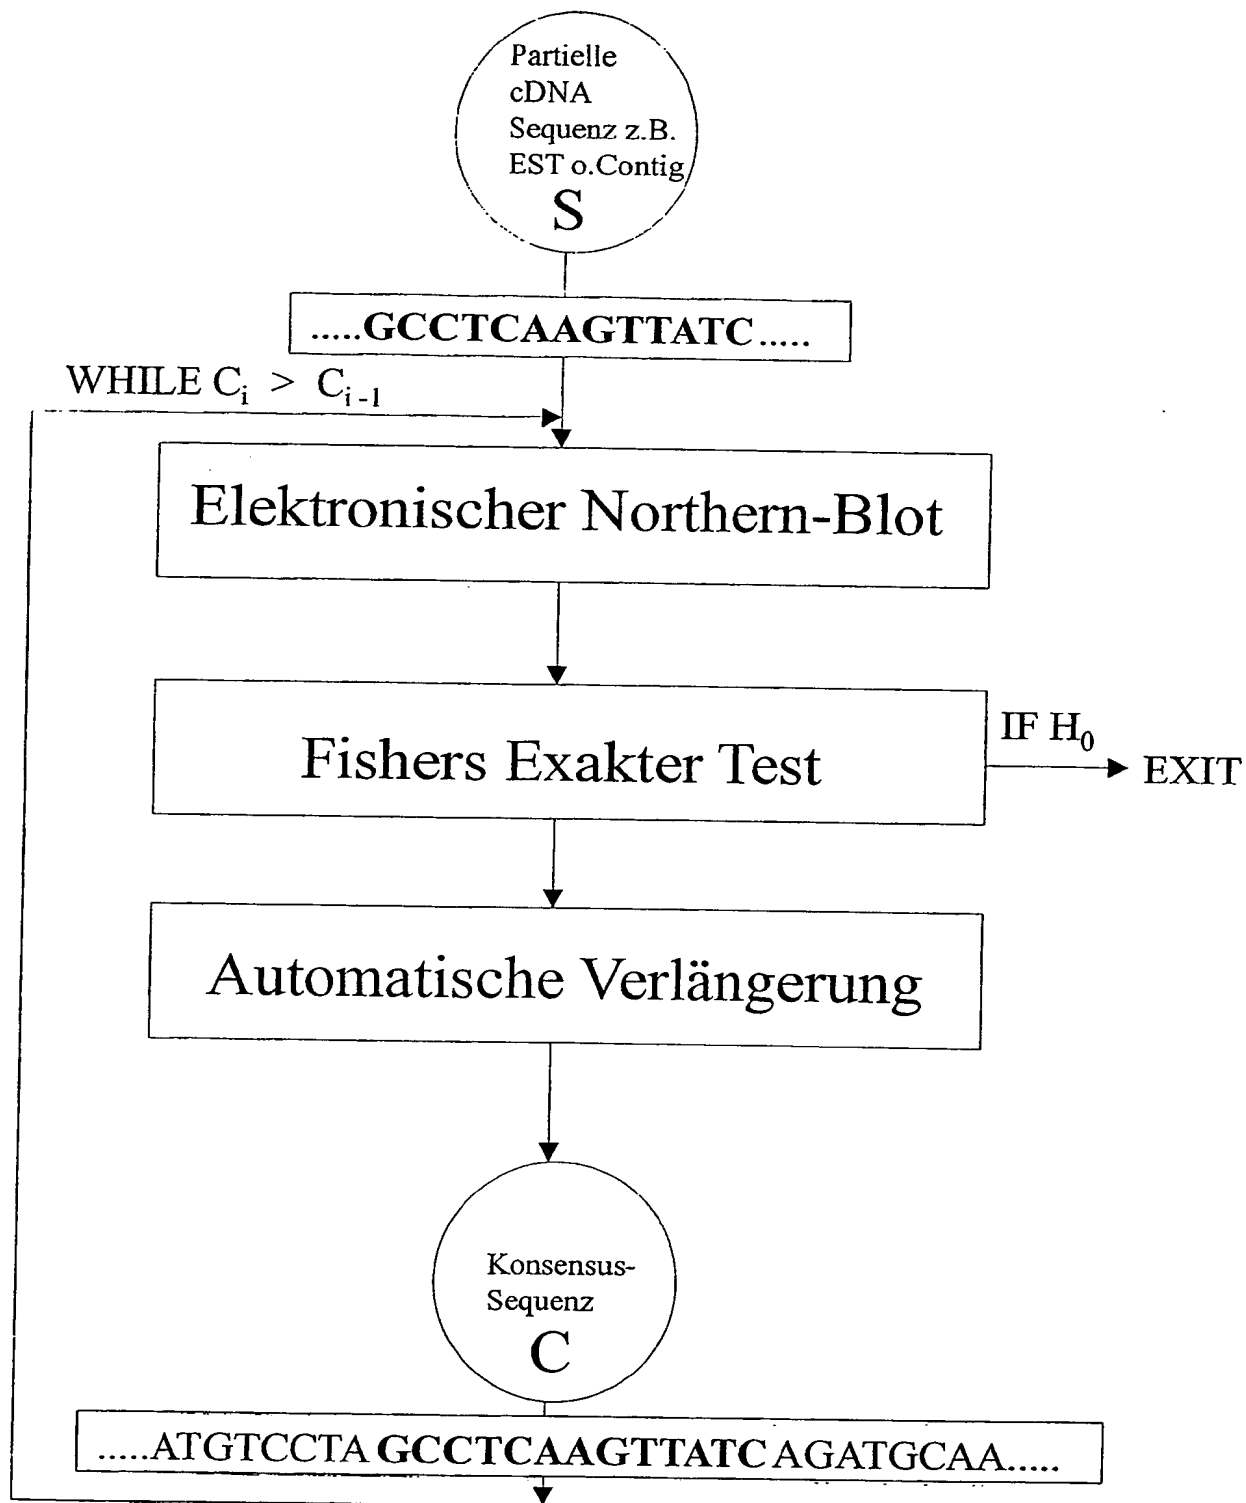 Partielle
cDNA
Sequenz z.B.
EST o.Contig
S
.....GCCTCAAGTTATC.....
WHILE Cᵢ > Cᵢ₋₁
Elektronischer Northern-Blot
Fishers Exakter Test
IF H₀
EXIT
Automatische Verlängerung
Konsensus-
Sequenz
C
.....ATGTCCTA GCCTCAAGTTATC AGATGCAA.....